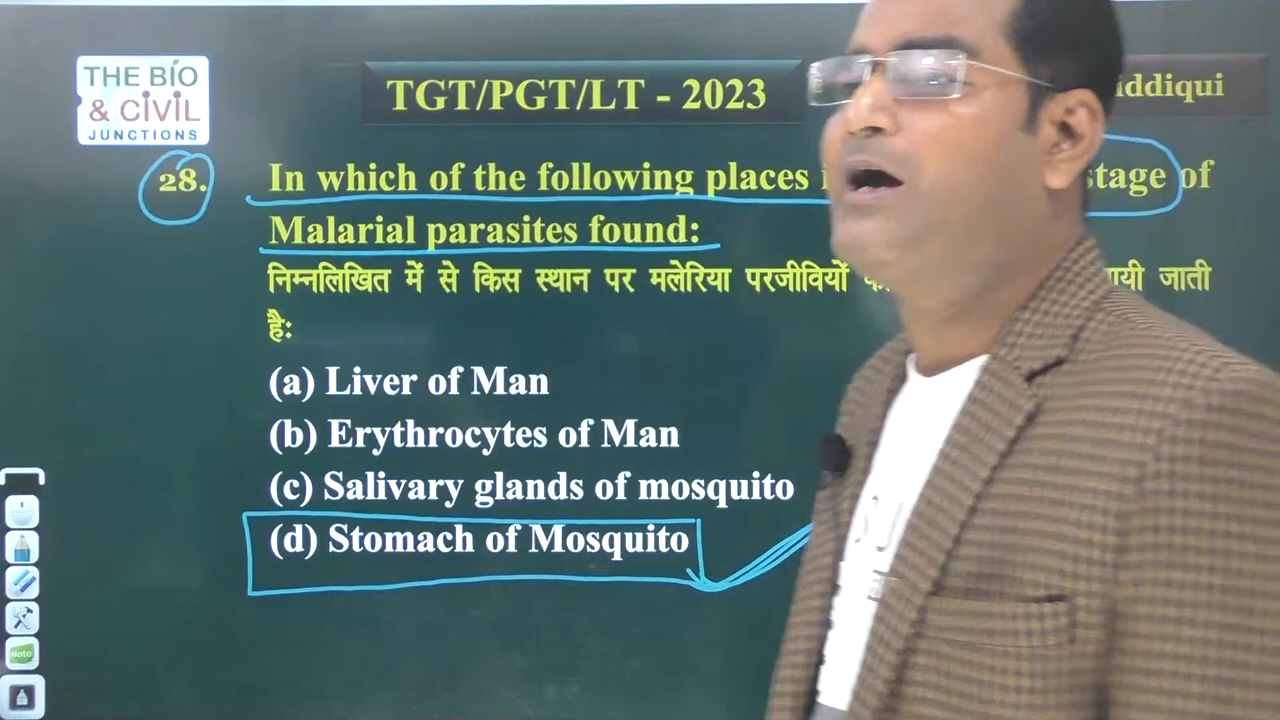 THE BIO
& CIVIL
JUNCTIONS
TGT/PGT/LT - 2023
iddiqui
28.
In which of the following places stage of
Malarial parasites found:
निम्नलिखित में से किस स्थान पर मलेरिया परजीवियों यी जाती
है:
(a) Liver of Man
(b) Erythrocytes of Man
(c) Salivary glands of mosquito
(d) Stomach of Mosquito
Note